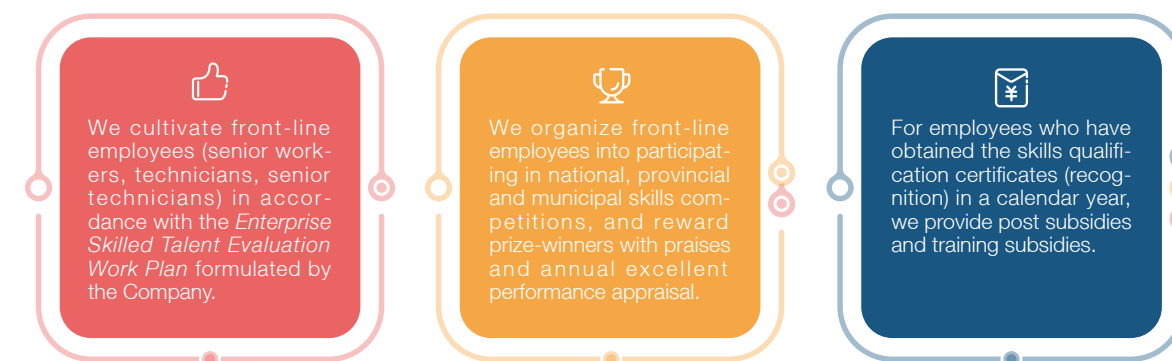 We cultivate front-line
employees (senior work-
ers, technicians, senior
technicians) in accor-
dance with the Enterprise
Skilled Talent Evaluation
Work Plan formulated by
the Company.
We organize front-line
employees into participat-
ing in national, provincial
and municipal skills com-
petitions, and reward
prize-winners with praises
and annual excellent
performance appraisal.
¥
For employees who have
obtained the skills qualifi-
cation certificates (recog-
nition) in a calendar year,
we provide post subsidies
and training subsidies.